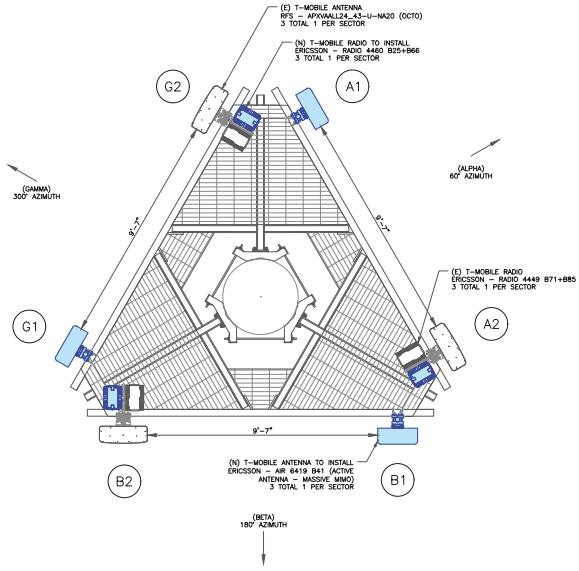 (E) T-MOBILE ANTENNA
RFS - APXVAALL24_43-U-NA20 (OCTO)
3 TOTAL 1 PER SECTOR
(N) T-MOBILE RADIO TO INSTALL
ERICSSON - RADIO 4460 B25+B66
3 TOTAL 1 PER SECTOR
G2
A1
(GAMMA)
300° AZIMUTH
(ALPHA)
60° AZIMUTH
9'-7"
9'-7"
(E) T-MOBILE RADIO
ERICSSON - RADIO 4449 B71+B85
3 TOTAL 1 PER SECTOR
G1
A2
9'-7"
(N) T-MOBILE ANTENNA TO INSTALL
ERICSSON - AIR 6419 B41 (ACTIVE
ANTENNA - MASSIVE MIMO)
3 TOTAL 1 PER SECTOR
B2
B1
(BETA)
180° AZIMUTH